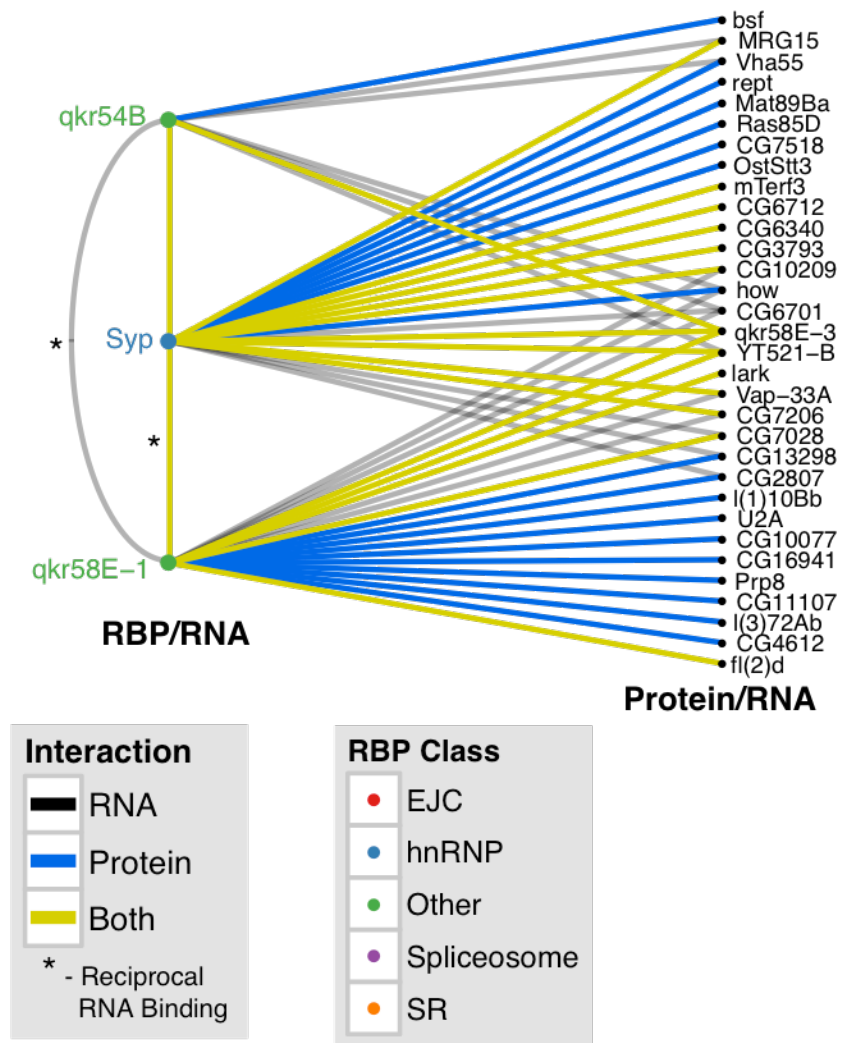 bsf
MRG15
Vha55
rept
Mat89Ba
Ras85D
CG7518
OstStt3
mTerf3
CG6712
CG6340
CG3793
CG10209
how
CG6701
qkr58E-3
YT521-B
lark
Vap-33A
CG7206
CG7028
CG13298
CG2807
l(1)10Bb
U2A
CG10077
CG16941
Prp8
CG11107
l(3)72Ab
CG4612
fl(2)d
qkr54B
Syp
*
*
qkr58E-1
RBP/RNA
Protein/RNA
Interaction
RNA
Protein
Both
* - Reciprocal
RNA Binding
RBP Class
EJC
hnRNP
Other
Spliceosome
SR